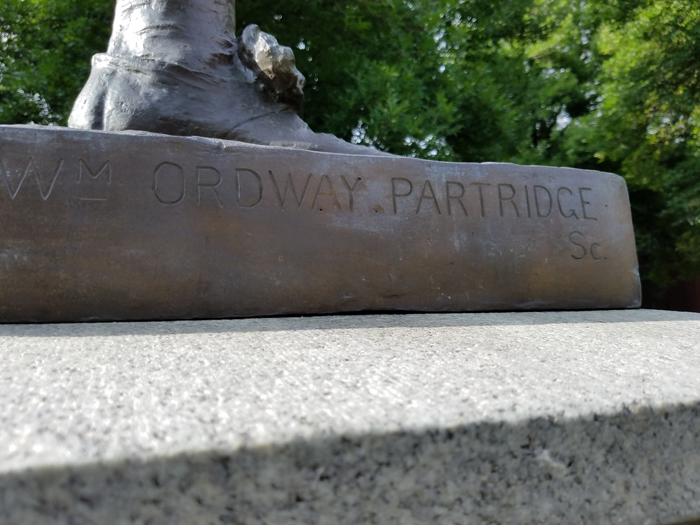 Wᴹ ORDWAY. PARTRIDGE.
Sc.